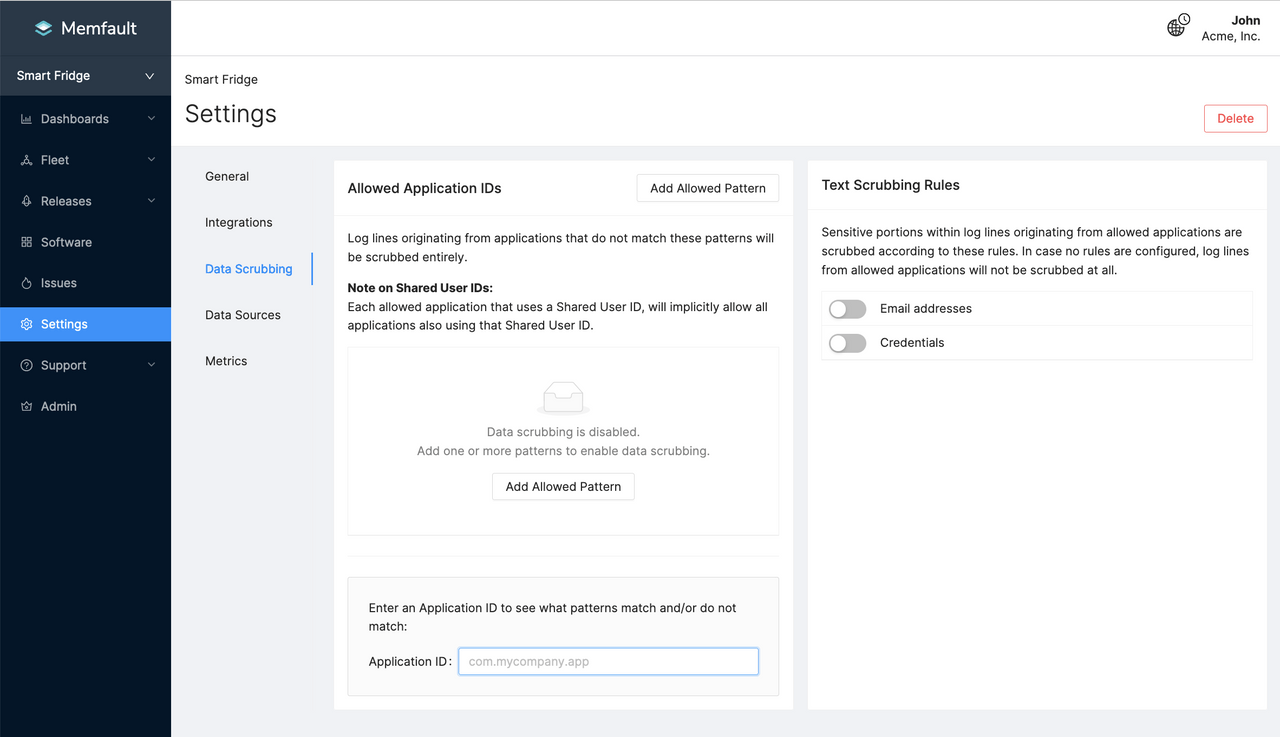 Memfault
John
Acme, Inc.
Smart Fridge
Dashboards
Fleet
Releases
Software
Issues
Settings
Support
Admin
Smart Fridge
Settings
Delete
General
Integrations
Data Scrubbing
Data Sources
Metrics
Allowed Application IDs
Add Allowed Pattern
Log lines originating from applications that do not match these patterns will
be scrubbed entirely.
Note on Shared User IDs:
Each allowed application that uses a Shared User ID, will implicitly allow all
applications also using that Shared User ID.
Data scrubbing is disabled.
Add one or more patterns to enable data scrubbing.
Add Allowed Pattern
Enter an Application ID to see what patterns match and/or do not
match:
Application ID:
com.mycompany.app
Text Scrubbing Rules
Sensitive portions within log lines originating from allowed applications are
scrubbed according to these rules. In case no rules are configured, log lines
from allowed applications will not be scrubbed at all.
Email addresses
Credentials